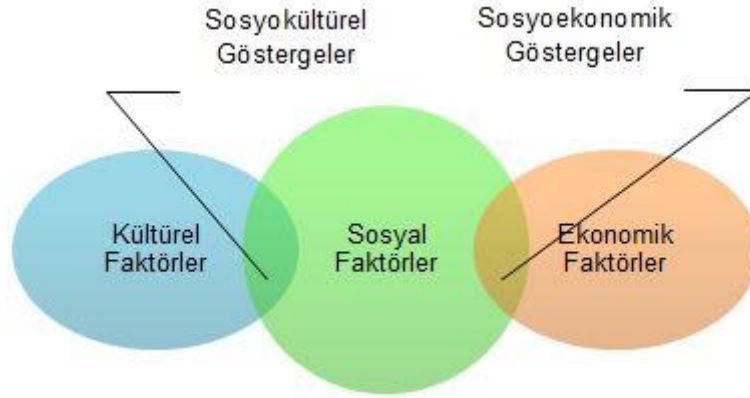 Sosyokültürel
Göstergeler
Sosyoekonomik
Göstergeler
Kültürel
Faktörler
Sosyal
Faktörler
Ekonomik
Faktörler